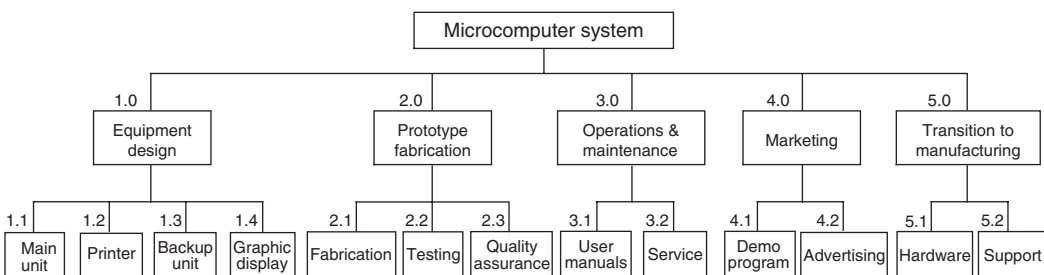 Microcomputer system
1.0 2.0 3.0 4.0 5.0
Equipment
design
Prototype
fabrication
Operations &
maintenance
Marketing
Transition to
manufacturing
1.1 1.2 1.3 1.4 2.1 2.2 2.3 3.1 3.2 4.1 4.2 5.1 5.2
Main
unit
Printer
Backup
unit
Graphic
display
Fabrication
Testing
Quality
assurance
User
manuals
Service
Demo
program
Advertising
Hardware
Support